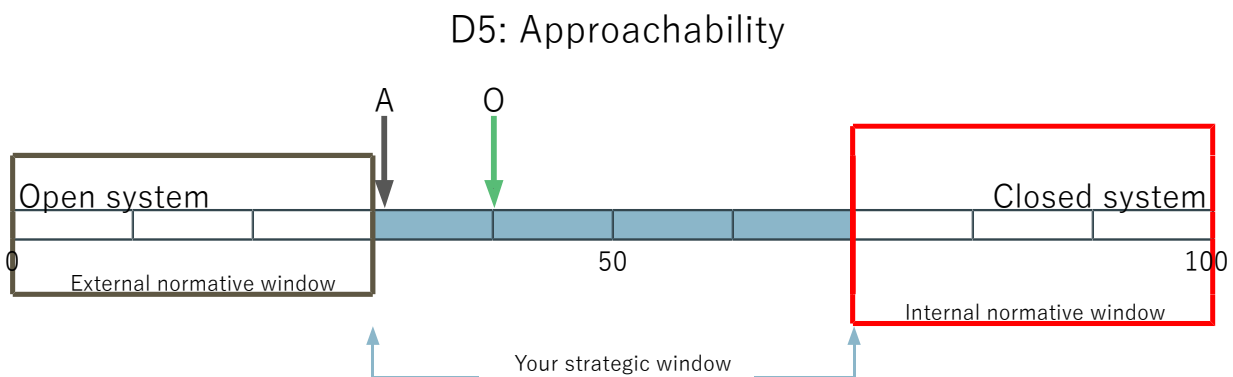 D5: Approachability
A
O
Open system
Closed system
0
50
100
External normative window
Internal normative window
Your strategic window